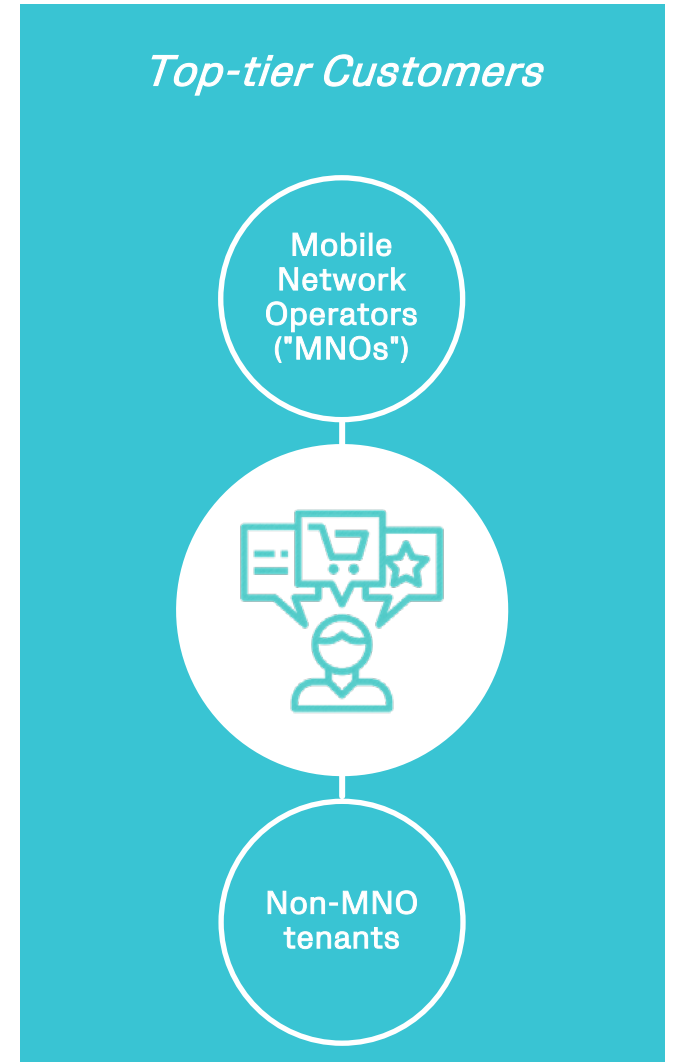 Top-tier Customers
Mobile
Network
Operators
("MNOs")
Non-MNO
tenants